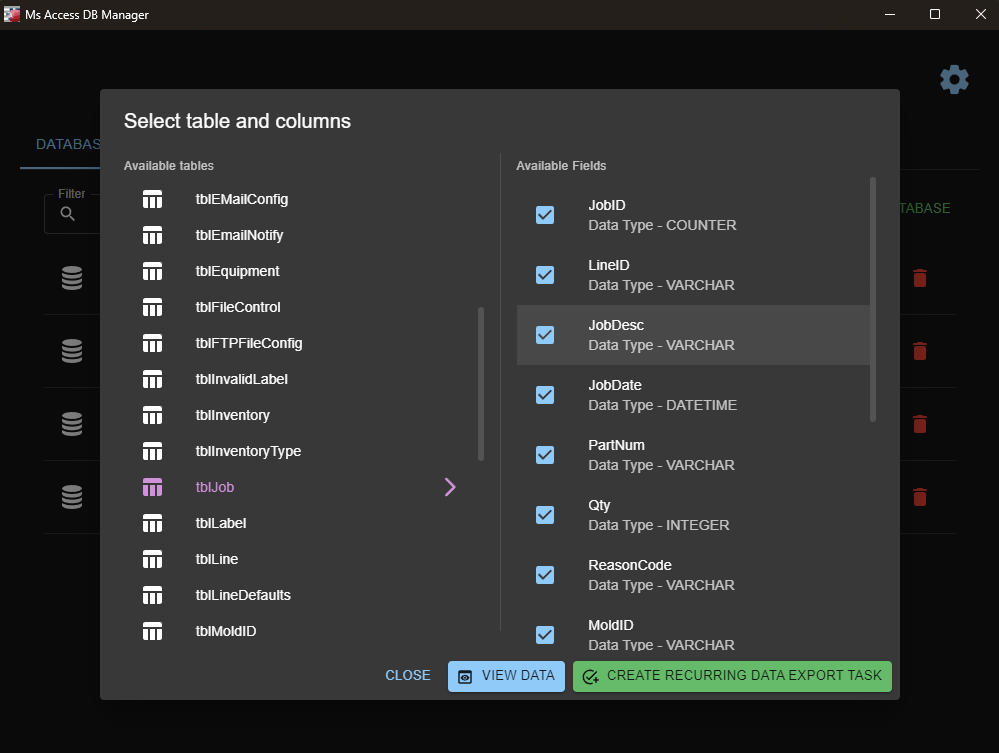 Ms Access DB Manager
Select table and columns
DATABAS
Filter
TABASE
Available tables
tblEMailConfig
tblEmailNotify
tblEquipment
tblFileControl
tblFTPFileConfig
tblInvalidLabel
tblInventory
tblInventoryType
tblJob
tblLabel
tblLine
tblLineDefaults
tblMoldID
Available Fields
JobID
Data Type - COUNTER
LineID
Data Type - VARCHAR
JobDesc
Data Type - VARCHAR
JobDate
Data Type - DATETIME
PartNum
Data Type - VARCHAR
Qty
Data Type - INTEGER
ReasonCode
Data Type - VARCHAR
MoldID
Data Type - VARCHAR
CLOSE
VIEW DATA
CREATE RECURRING DATA EXPORT TASK